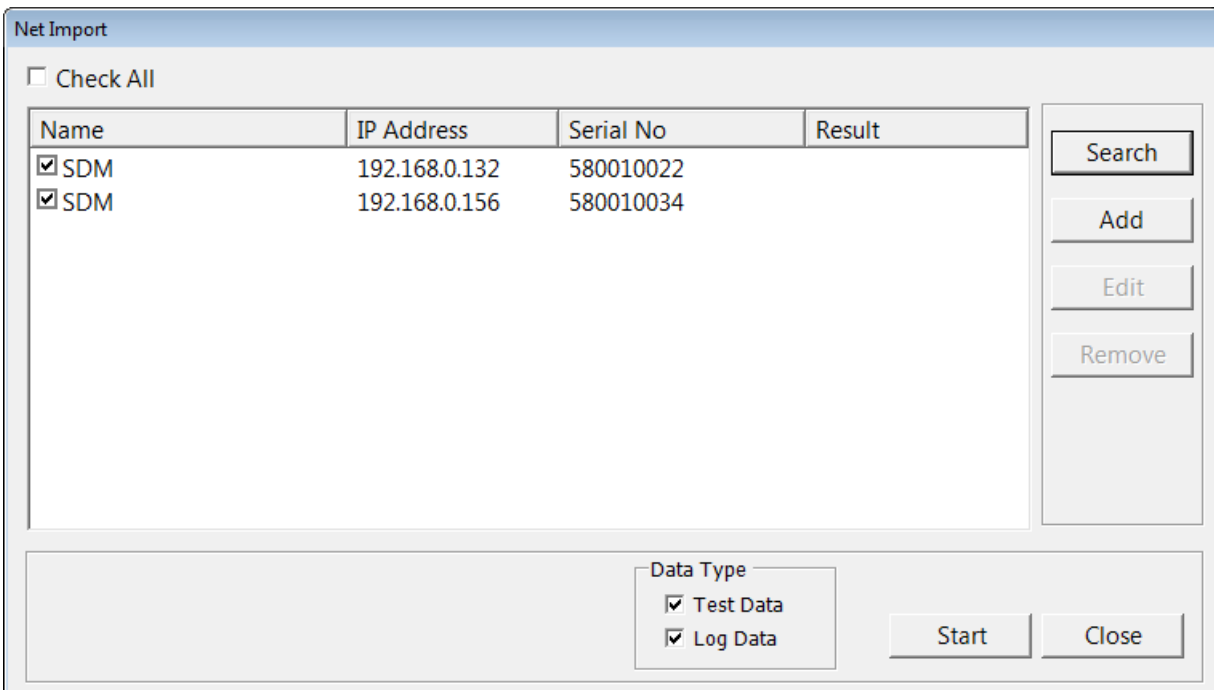 Net Import
Check All
Name IP Address Serial No Result
SDM 192.168.0.132 580010022
SDM 192.168.0.156 580010034
Search
Add
Edit
Remove
Data Type
Test Data
Log Data
Start Close